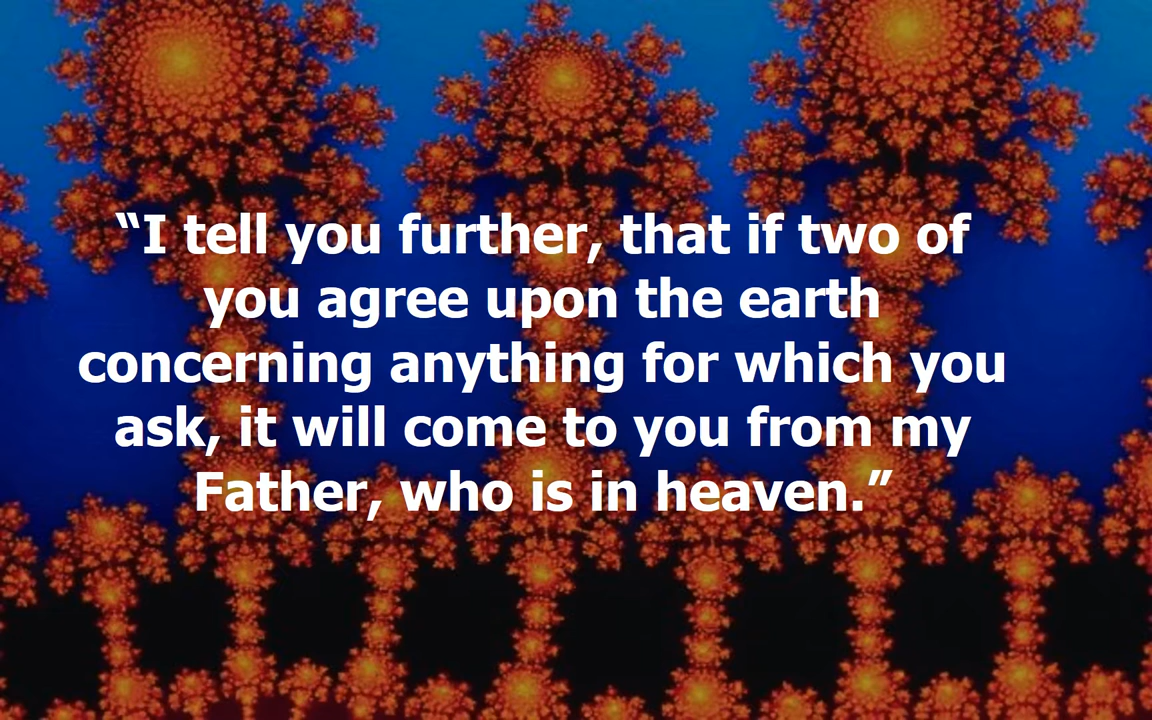 “I tell you further, that if two of
you agree upon the earth
concerning anything for which you
ask, it will come to you from my
Father, who is in heaven.”